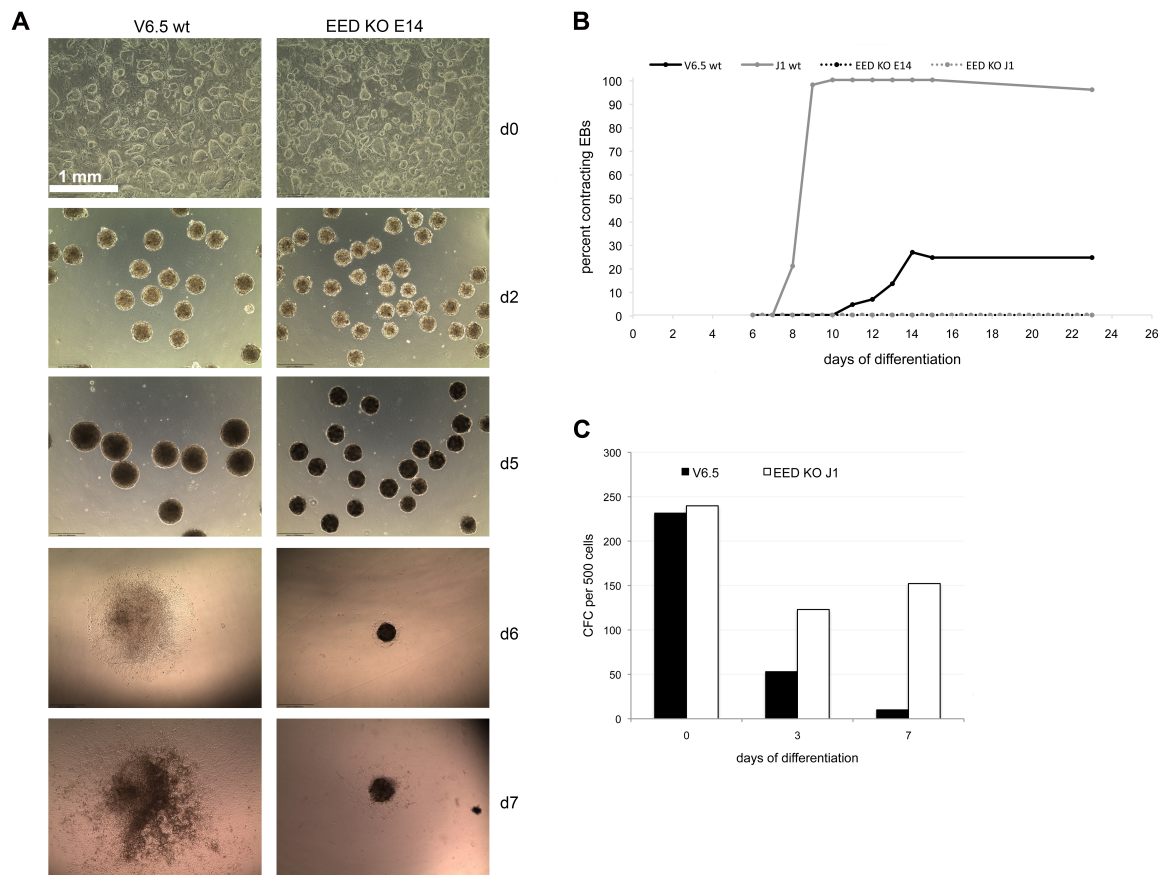 A
V6.5 wt
EED KO E14
d0
1 mm
d2
d5
d6
d7
B
V6.5 wt
J1 wt
EED KO E14
EED KO J1
percent contracting EBs
100
90
80
70
60
50
40
30
20
10
0
0 2 4 6 8 10 12 14 16 18 20 22 24 26
days of differentiation
C
V6.5
EED KO J1
CFC per 500 cells
300
250
200
150
100
50
0
0 3 7
days of differentiation